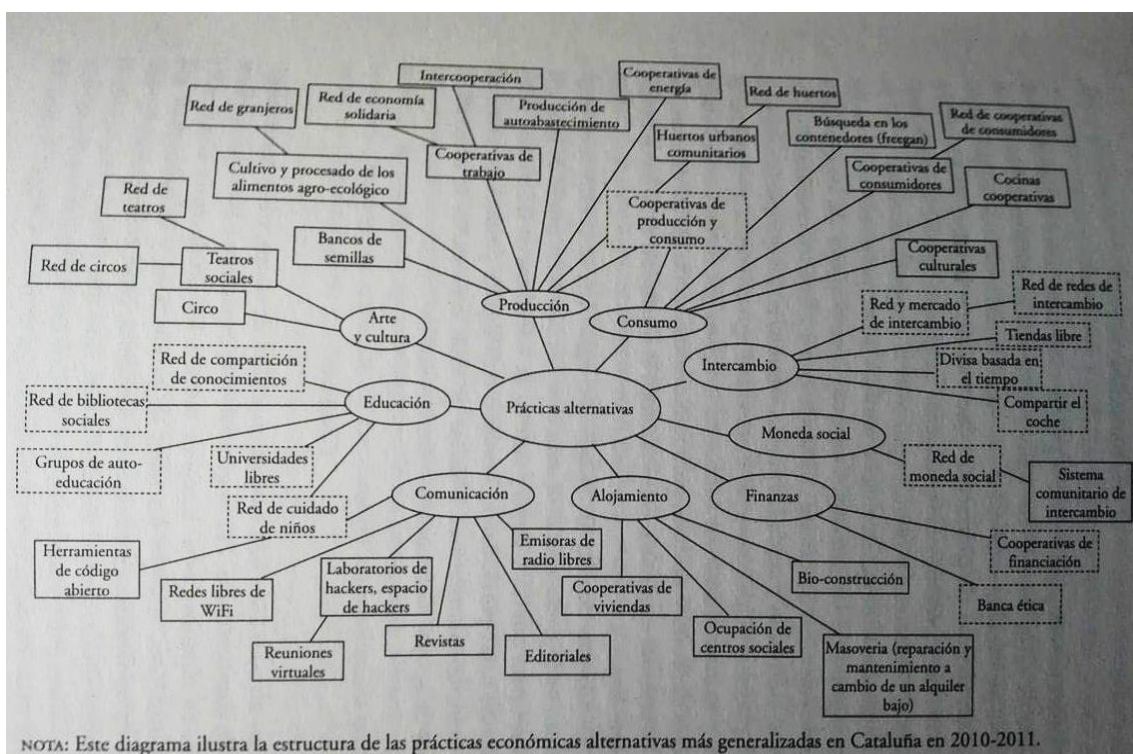 Intercooperación
Cooperativas de
energía
Red de granjeros
Red de economía
solidaria
Producción de
autoabastecimiento
Red de huertos
Huertos urbanos
comunitarios
Búsqueda en los
contenedores (freegan)
Red de cooperativas
de consumidores
Cultivo y procesado de los
alimentos agro-ecológico
Cooperativas de
trabajo
Cooperativas de
consumidores
Cocinas
cooperativas
Red de
teatros
Bancos de
semillas
Cooperativas de
producción y
consumo
Red de circos
Teatros
sociales
Cooperativas
culturales
Circo
Arte
y cultura
Producción
Consumo
Red y mercado
de intercambio
Red de redes de
intercambio
Tiendas libre
Red de compartición
de conocimientos
Intercambio
Divisa basada en
el tiempo
Red de bibliotecas
sociales
Educación
Prácticas alternativas
Compartir el
coche
Moneda social
Grupos de auto-
educación
Universidades
libres
Red de
moneda social
Sistema
comunitario de
intercambio
Red de cuidado
de niños
Comunicación
Alojamiento
Finanzas
Herramientas
de código
abierto
Redes libres de
WiFi
Laboratorios de
hackers, espacio
de hackers
Emisoras de
radio libres
Cooperativas de
viviendas
Bio-construcción
Cooperativas de
financiación
Banca ética
Reuniones
virtuales
Revistas
Editoriales
Ocupación de
centros sociales
Masoveria (reparación y
mantenimiento a
cambio de un alquiler
bajo)
NOTA: Este diagrama ilustra la estructura de las prácticas económicas alternativas más generalizadas en Cataluña en 2010-2011.